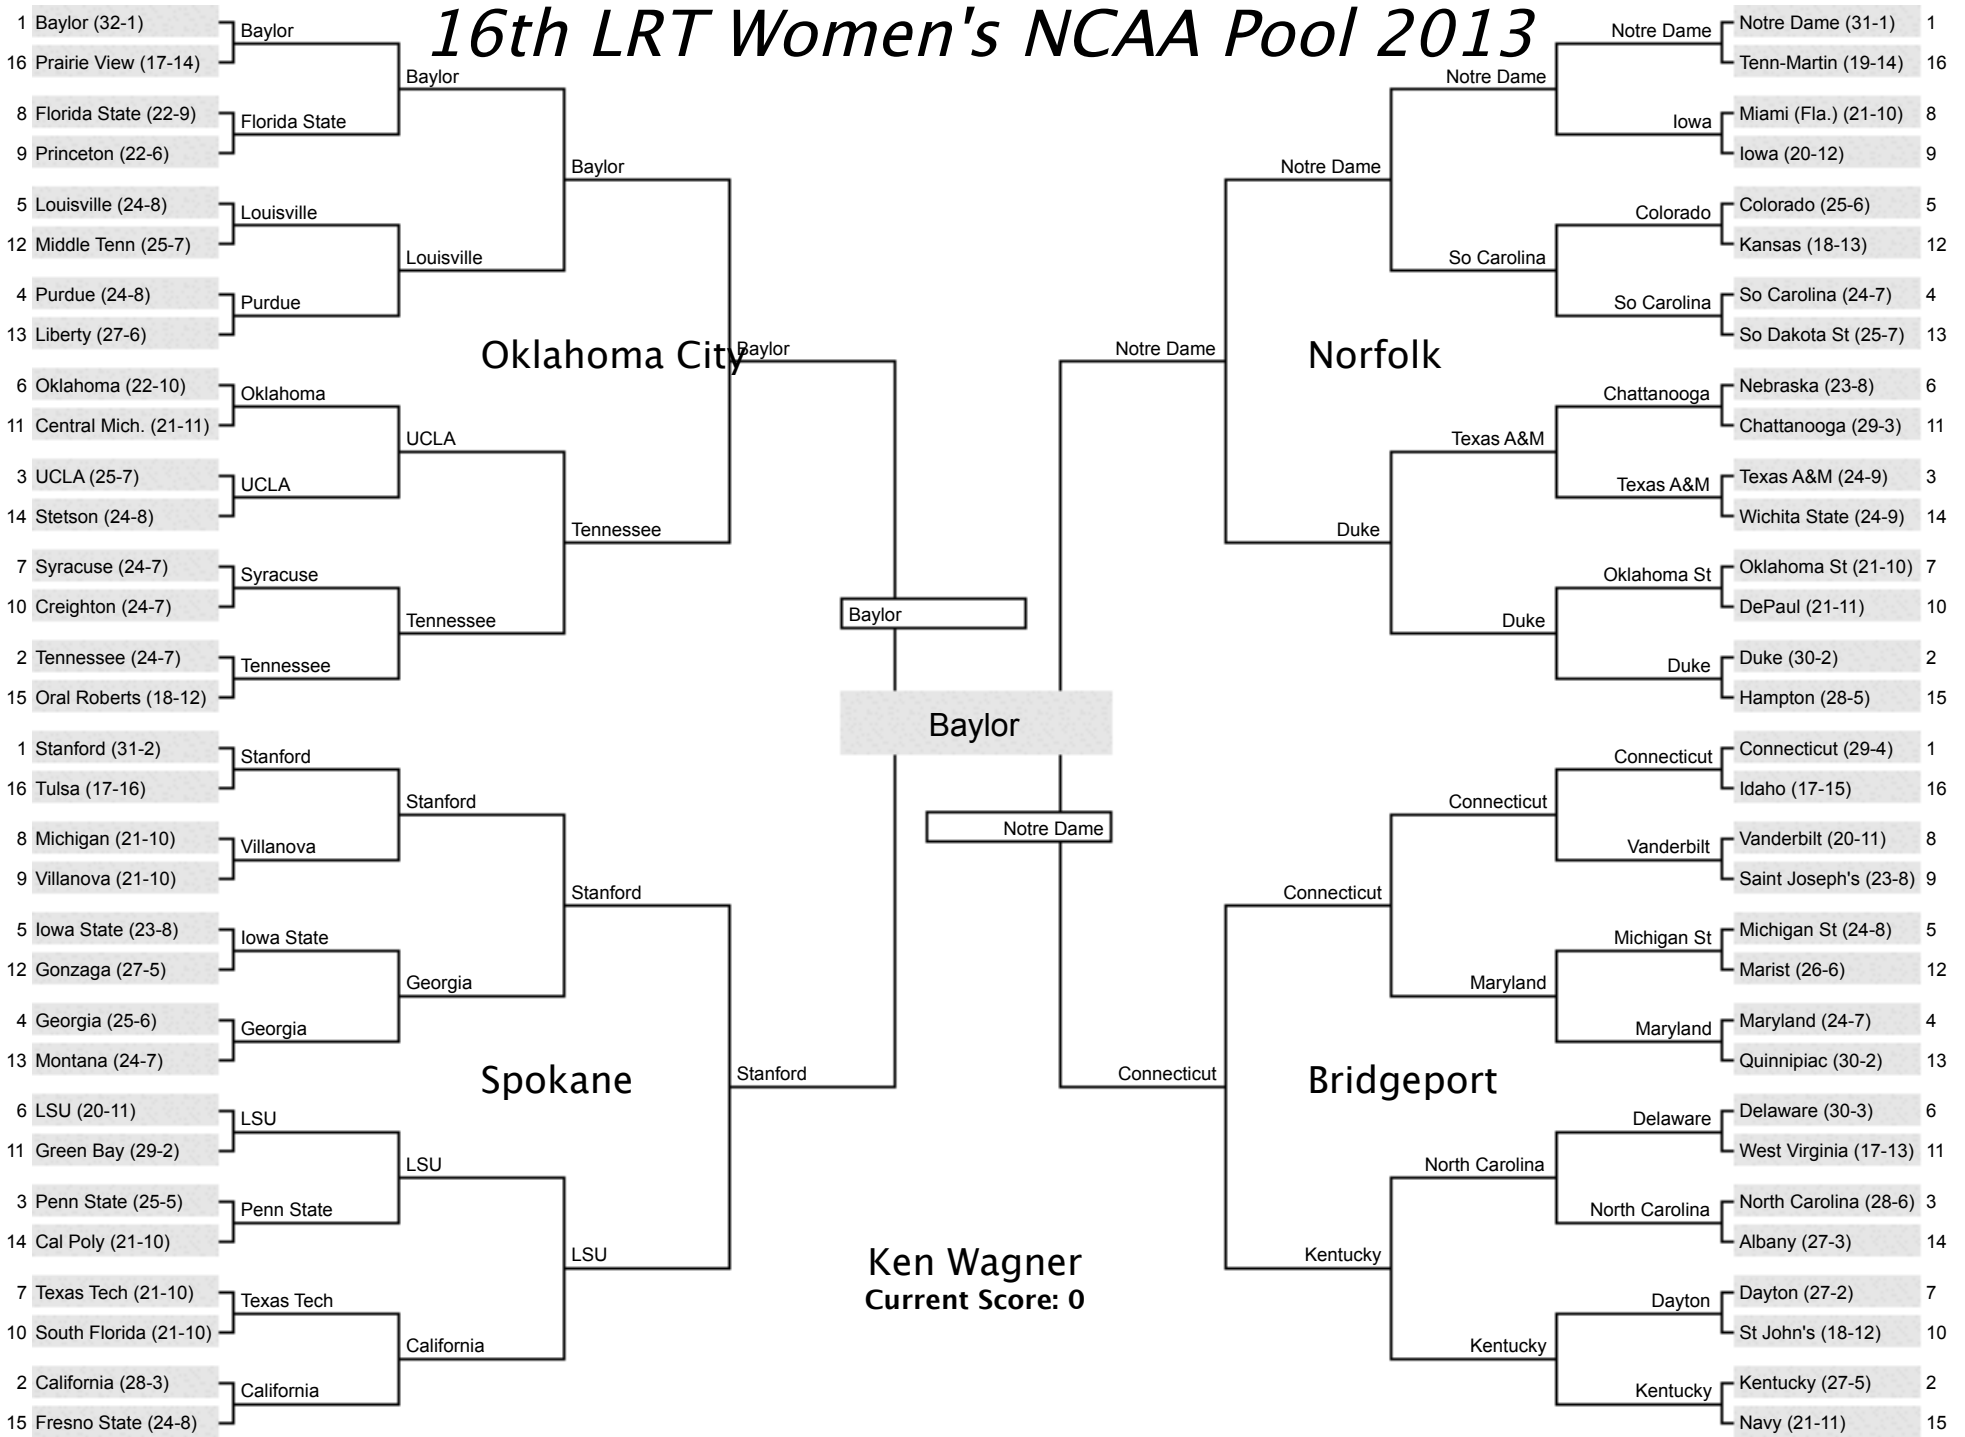 16th LRT Women's NCAA Pool 2013
1 Baylor (32-1)
Baylor
16 Prairie View (17-14)
Baylor
8 Florida State (22-9)
Florida State
9 Princeton (22-6)
Baylor
5 Louisville (24-8)
Louisville
12 Middle Tenn (25-7)
Louisville
4 Purdue (24-8)
Purdue
13 Liberty (27-6)
Oklahoma City
Baylor
6 Oklahoma (22-10)
Oklahoma
11 Central Mich. (21-11)
UCLA
3 UCLA (25-7)
UCLA
14 Stetson (24-8)
Tennessee
7 Syracuse (24-7)
Syracuse
10 Creighton (24-7)
Tennessee
2 Tennessee (24-7)
Tennessee
15 Oral Roberts (18-12)
1 Stanford (31-2)
Stanford
16 Tulsa (17-16)
Stanford
8 Michigan (21-10)
Villanova
9 Villanova (21-10)
Stanford
5 Iowa State (23-8)
Iowa State
12 Gonzaga (27-5)
Georgia
4 Georgia (25-6)
Georgia
13 Montana (24-7)
Spokane
Stanford
6 LSU (20-11)
LSU
11 Green Bay (29-2)
LSU
3 Penn State (25-5)
Penn State
14 Cal Poly (21-10)
LSU
7 Texas Tech (21-10)
Texas Tech
10 South Florida (21-10)
California
2 California (28-3)
California
15 Fresno State (24-8)
Baylor
Baylor
Notre Dame
Ken Wagner
Current Score: 0
Notre Dame (31-1) 1
Notre Dame
Tenn-Martin (19-14) 16
Notre Dame
Miami (Fla.) (21-10) 8
Iowa
Iowa (20-12) 9
Notre Dame
Colorado (25-6) 5
Colorado
Kansas (18-13) 12
So Carolina
So Carolina (24-7) 4
So Carolina
So Dakota St (25-7) 13
Notre Dame
Norfolk
Nebraska (23-8) 6
Chattanooga
Chattanooga (29-3) 11
Texas A&M
Texas A&M (24-9) 3
Texas A&M
Wichita State (24-9) 14
Duke
Oklahoma St (21-10) 7
Oklahoma St
DePaul (21-11) 10
Duke
Duke (30-2) 2
Duke
Hampton (28-5) 15
Connecticut (29-4) 1
Connecticut
Idaho (17-15) 16
Connecticut
Vanderbilt (20-11) 8
Vanderbilt
Saint Joseph's (23-8) 9
Connecticut
Michigan St (24-8) 5
Michigan St
Marist (26-6) 12
Maryland
Maryland (24-7) 4
Maryland
Quinnipiac (30-2) 13
Connecticut
Bridgeport
Delaware (30-3) 6
Delaware
West Virginia (17-13) 11
North Carolina
North Carolina (28-6) 3
North Carolina
Albany (27-3) 14
Kentucky
Dayton (27-2) 7
Dayton
St John's (18-12) 10
Kentucky
Kentucky (27-5) 2
Kentucky
Navy (21-11) 15